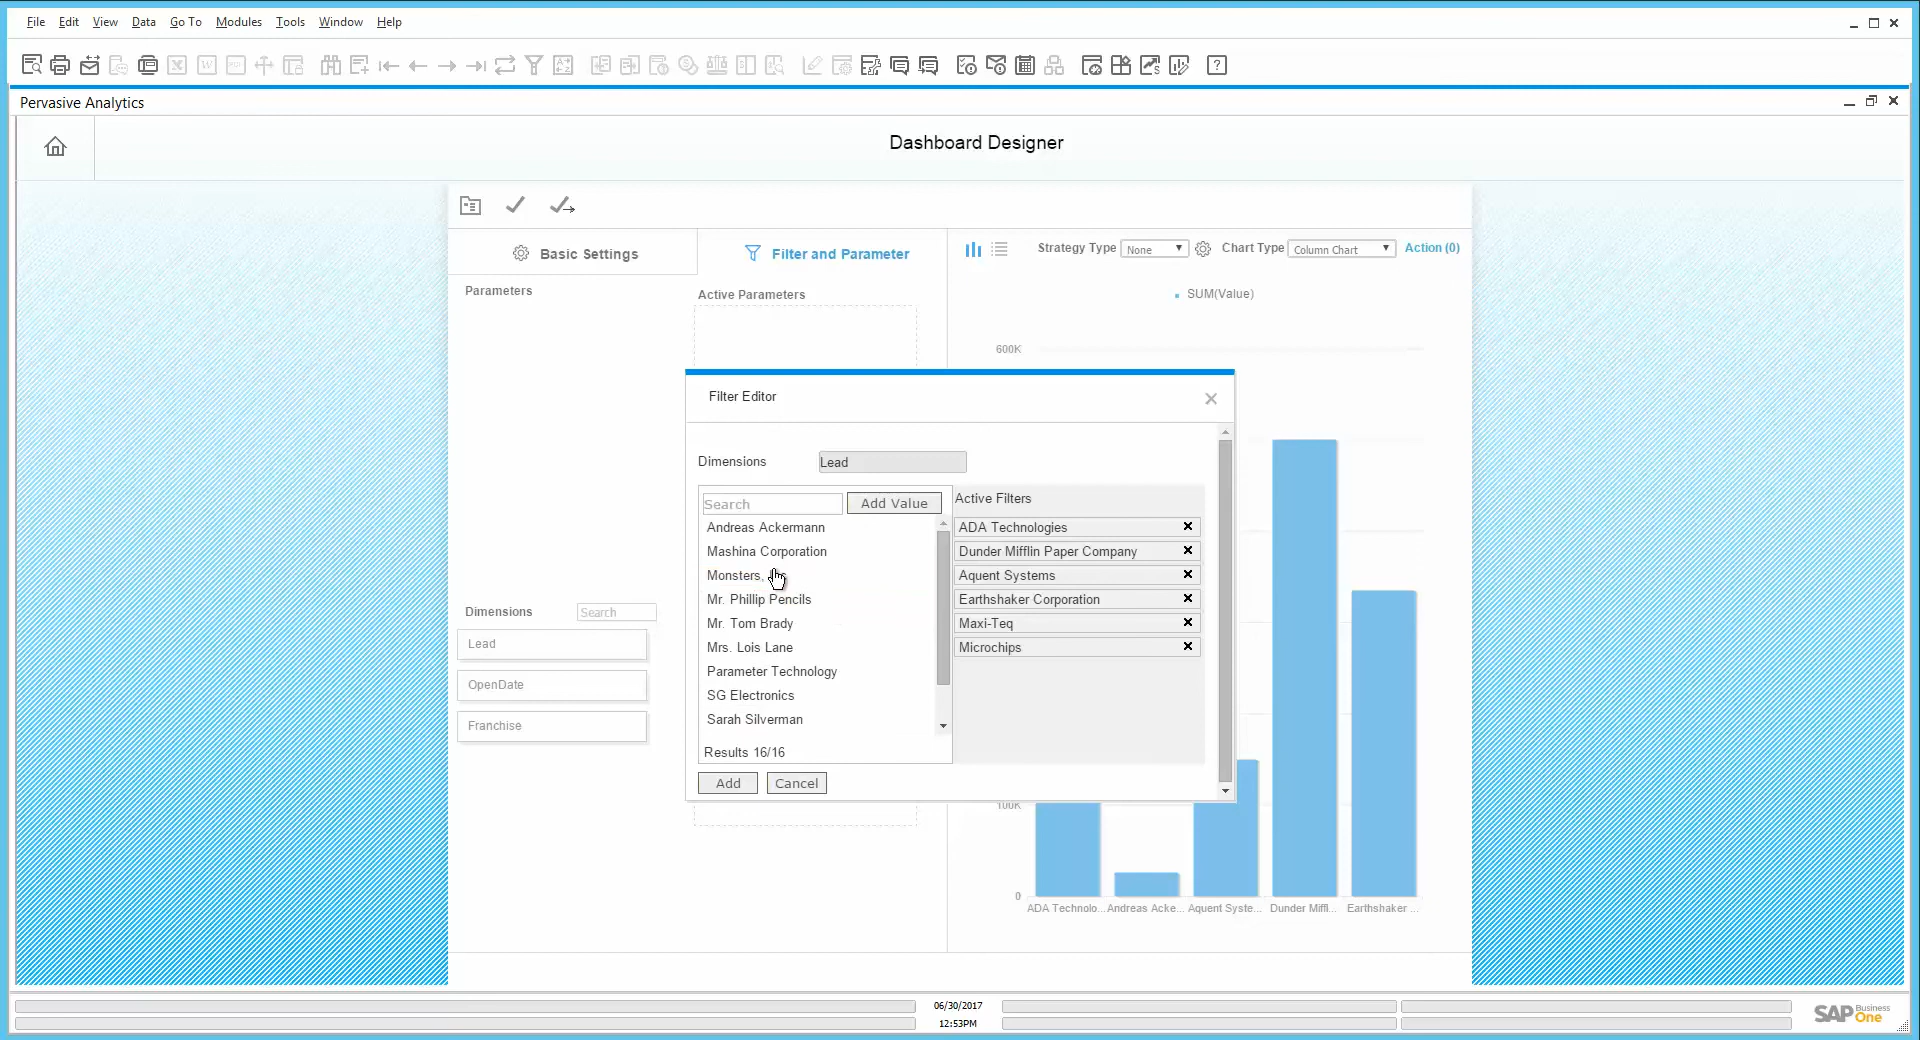 File Edit View Data Go To Modules Tools Window Help
Pervasive Analytics
Dashboard Designer
Basic Settings
Filter and Parameter
Strategy Type None Chart Type Column Chart Action (0)
Parameters
Active Parameters
SUM(Value)
600K
Filter Editor
Dimensions Lead
Search Add Value
Active Filters
Andreas Ackermann
Mashina Corporation
Monsters,
Mr. Phillip Pencils
Mr. Tom Brady
Mrs. Lois Lane
Parameter Technology
SG Electronics
Sarah Silverman
Results 16/16
ADA Technologies
Dunder Mifflin Paper Company
Aquent Systems
Earthshaker Corporation
Maxi-Teq
Microchips
Add Cancel
Dimensions Search
Lead
OpenDate
Franchise
100K
0
ADA Technolo... Andreas Acke... Aquent Syste... Dunder Miffl... Earthshaker ...
06/30/2017
12:53PM
SAP Business One